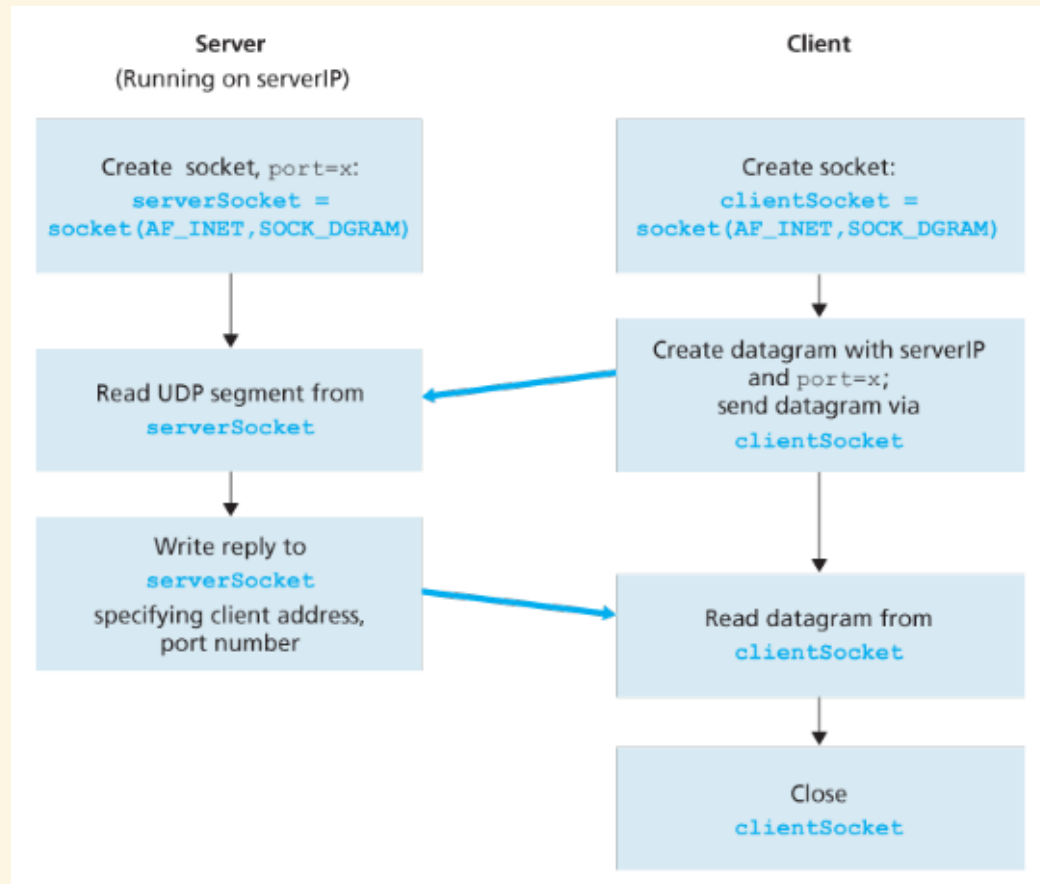 Server
(Running on serverIP)
Create socket, port=x:
serverSocket =
socket(AF_INET,SOCK_DGRAM)
Read UDP segment from
serverSocket
Write reply to
serverSocket
specifying client address,
port number
Client
Create socket:
clientSocket =
socket(AF_INET,SOCK_DGRAM)
Create datagram with serverIP
and port=x;
send datagram via
clientSocket
Read datagram from
clientSocket
Close
clientSocket